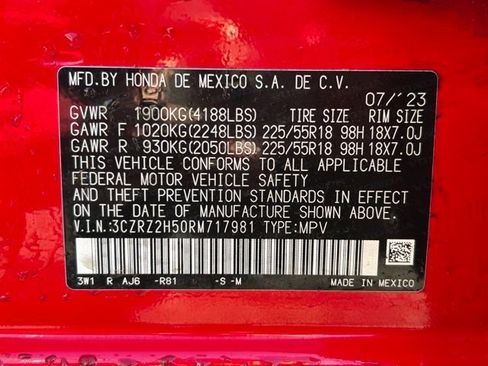 MFD.BY HONDA DE MEXICO S.A. DE C.V.
07/'23
GVWR 1900KG(4188LBS) TIRE SIZE RIM SIZE
GAWR F 1020KG(2248LBS) 225/55R18 98H 18X7.0J
GAWR R 930KG(2050LBS) 225/55R18 98H 18X7.0J
THIS VEHICLE CONFORMS TO ALL APPLICABLE
FEDERAL MOTOR VEHICLE SAFETY
AND THEFT PREVENTION STANDARDS IN EFFECT
ON THE DATE OF MANUFACTURE SHOWN ABOVE.
V.I.N.:3CZRZ2H50RM717981 TYPE:MPV
3W1 R AJ6 -R81 -S -M
MADE IN MEXICO